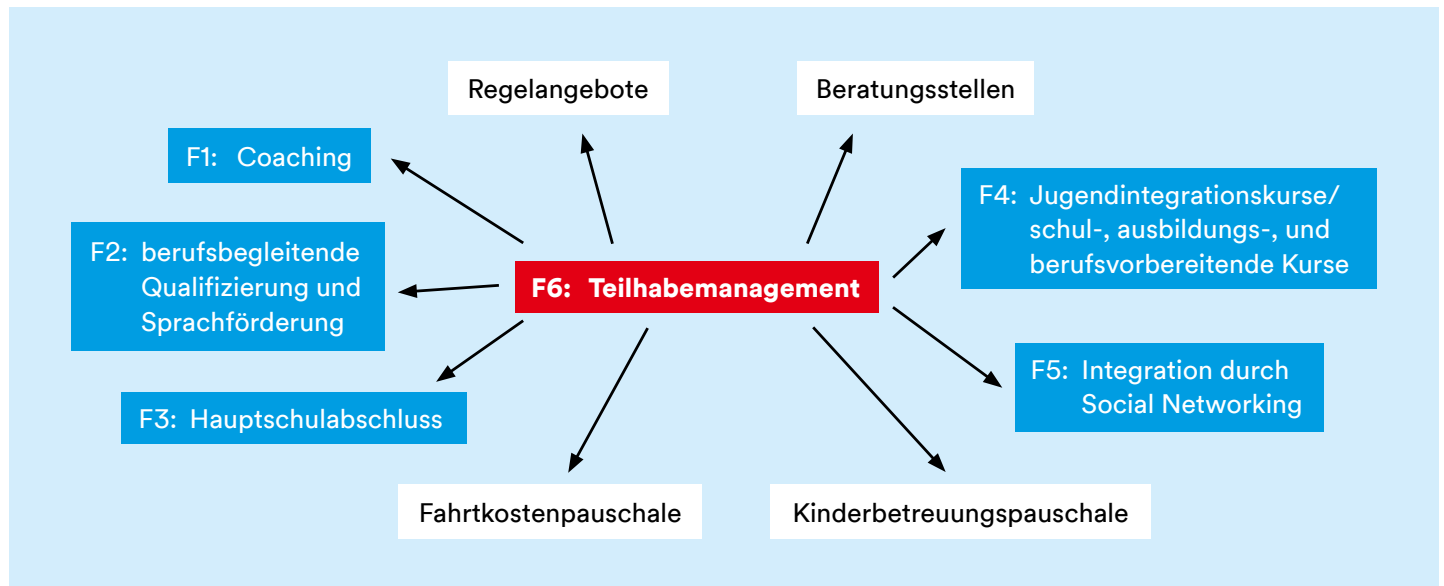 Regelangebote
Beratungsstellen
F1: Coaching
F4: Jugendintegrationskurse/
schul-, ausbildungs-, und
berufsvorbereitende Kurse
F2: berufsbegleitende
Qualifizierung und
Sprachförderung
F6: Teilhabemanagement
F5: Integration durch
Social Networking
F3: Hauptschulabschluss
Fahrtkostenpauschale
Kinderbetreuungspauschale